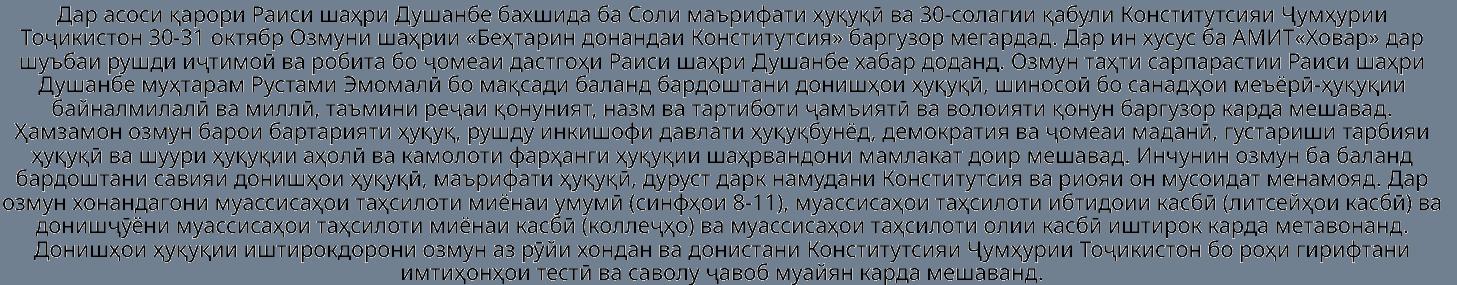 Дар асоси қарори Раиси шаҳри Душанбе бахшида ба Соли маърифати ҳуқуқӣ ва 30-солагии қабули Конститутсияи Ҷумҳурии
Тоҷикистон 30-31 октябр Озмуни шаҳрии «Беҳтарин донандаи Конститутсия» баргузор мегардад. Дар ин хусус ба АМИТ«Ховар» дар
шуъбаи рушди иҷтимоӣ ва робита бо ҷомеаи дастгоҳи Раиси шаҳри Душанбе хабар доданд. Озмун таҳти сарпарастии Раиси шаҳри
Душанбе муҳтарам Рустами Эмомалӣ бо мақсади баланд бардоштани донишҳои ҳуқуқӣ, шиносоӣ бо санадҳои меъёрӣ-ҳуқуқии
байналмилалӣ ва миллӣ, таъмини реҷаи қонуният, назм ва тартиботи ҷамъиятӣ ва волоияти қонун баргузор карда мешавад.
Ҳамзамон озмун барои бартарияти ҳуқуқ, рушду инкишофи давлати ҳуқуқбунёд, демократия ва ҷомеаи маданӣ, густариши тарбияи
ҳуқуқӣ ва шуури ҳуқуқии аҳолӣ ва камолоти фарҳанги ҳуқуқии шаҳрвандони мамлакат доир мешавад. Инчунин озмун ба баланд
бардоштани савияи донишҳои ҳуқуқӣ, маърифати ҳуқуқӣ, дуруст дарк намудани Конститутсия ва риояи он мусоидат менамояд. Дар
озмун хонандагони муассисаҳои таҳсилоти миёнаи умумӣ (синфҳои 8-11), муассисаҳои таҳсилоти ибтидоии касбӣ (литсейҳои касбӣ) ва
донишҷӯёни муассисаҳои таҳсилоти миёнаи касбӣ (коллеҷҳо) ва муассисаҳои таҳсилоти олии касбӣ иштирок карда метавонанд.
Донишҳои ҳуқуқии иштирокдорони озмун аз рӯйи хондан ва донистани Конститутсияи Ҷумҳурии Тоҷикистон бо роҳи гирифтани
имтиҳонҳои тестӣ ва саволу ҷавоб муайян карда мешаванд.